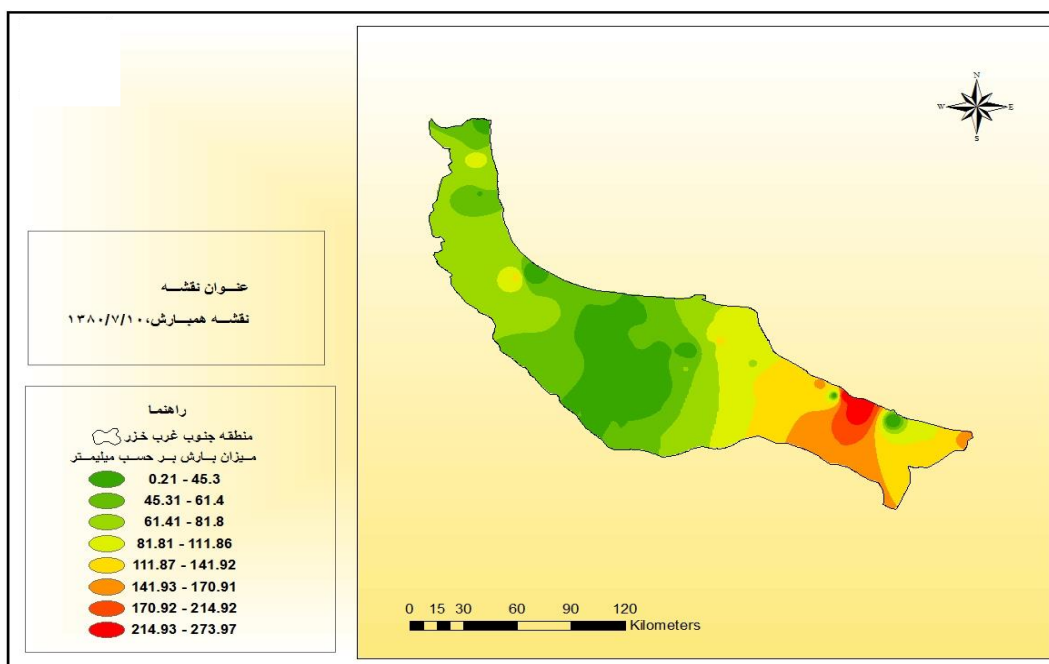 عنوان نقشه
نقشه همبارش، ۱۳۸۰/۷/۱۰
راهنما
منطقه جنوب غرب خزر
میزان بارش بر حسب میلیمتر
0.21 - 45.3
45.31 - 61.4
61.41 - 81.8
81.81 - 111.86
111.87 - 141.92
141.93 - 170.91
170.92 - 214.92
214.93 - 273.97
N
W E
S
0 15 30 60 90 120
Kilometers